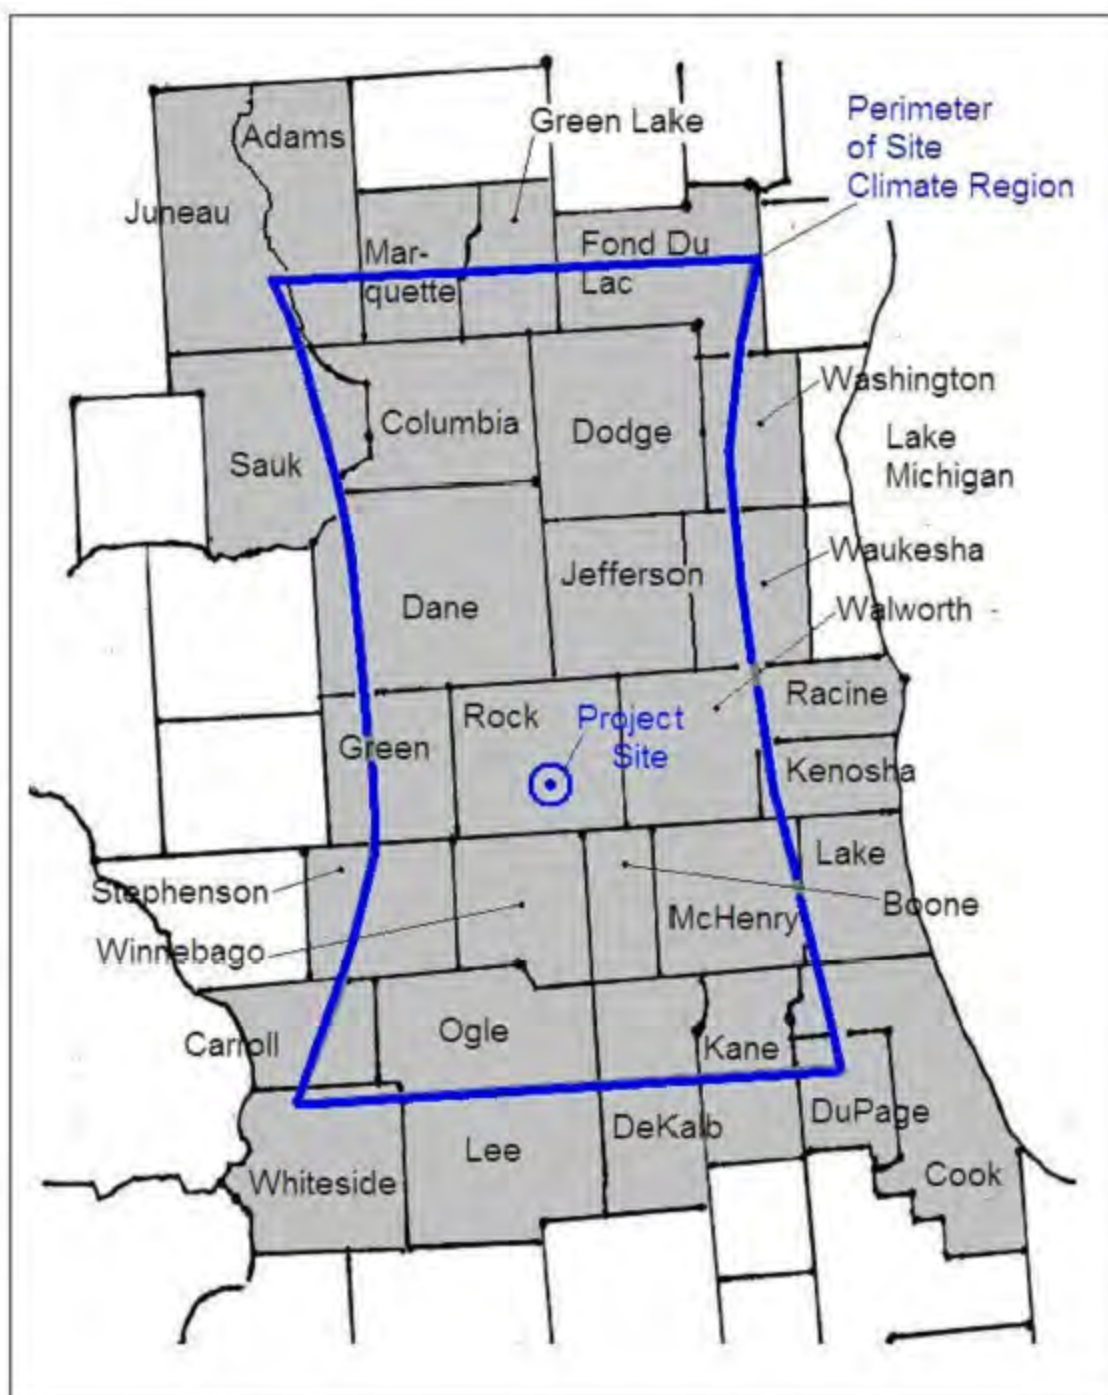 Perimeter
of Site
Climate Region
Green Lake
Adams
Juneau
Mar-
quette
Fond Du
Lac
Washington
Columbia
Dodge
Lake
Michigan
Sauk
Waukesha
Jefferson
Dane
Walworth
Racine
Rock
Project
Site
Green
Kenosha
Lake
Stephenson
Boone
McHenry
Winnebago
Ogle
Carroll
Kane
DuPage
DeKalb
Lee
Cook
Whiteside